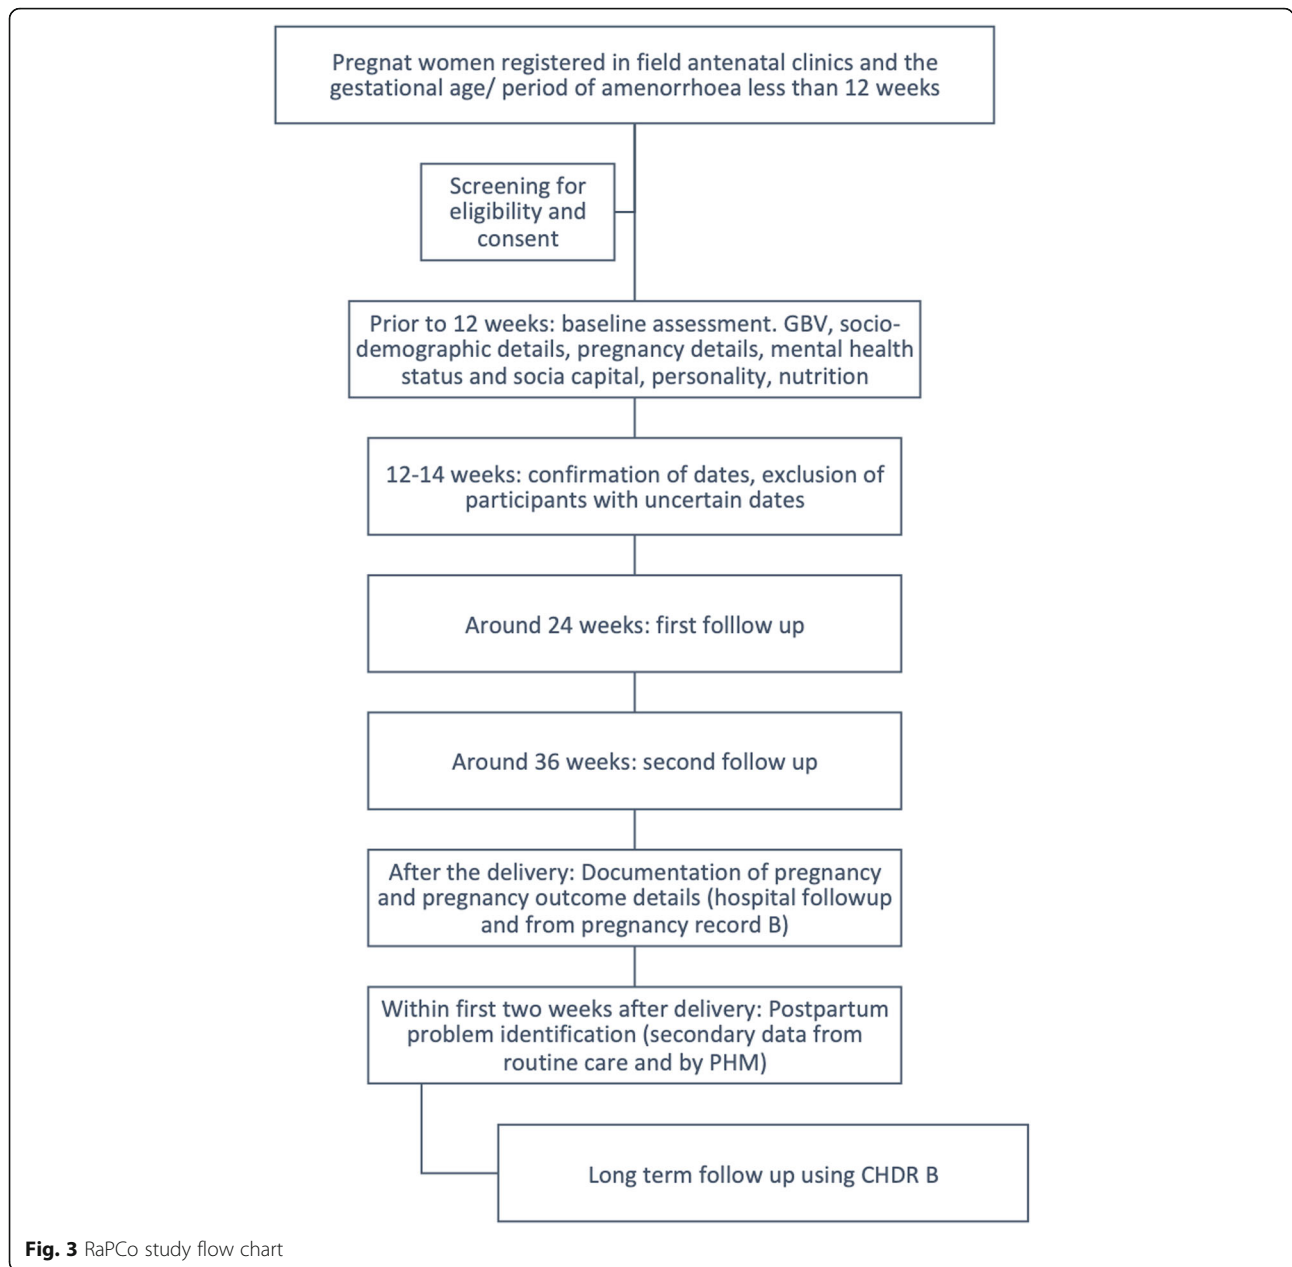 Pregnat women registered in field antenatal clinics and the
gestational age/ period of amenorrhoea less than 12 weeks
Screening for
eligibility and
consent
Prior to 12 weeks: baseline assessment. GBV, socio-
demographic details, pregnancy details, mental health
status and socia capital, personality, nutrition
12-14 weeks: confirmation of dates, exclusion of
participants with uncertain dates
Around 24 weeks: first folllow up
Around 36 weeks: second follow up
After the delivery: Documentation of pregnancy
and pregnancy outcome details (hospital followup
and from pregnancy record B)
Within first two weeks after delivery: Postpartum
problem identification (secondary data from
routine care and by PHM)
Long term follow up using CHDR B
Fig. 3 RaPCo study flow chart